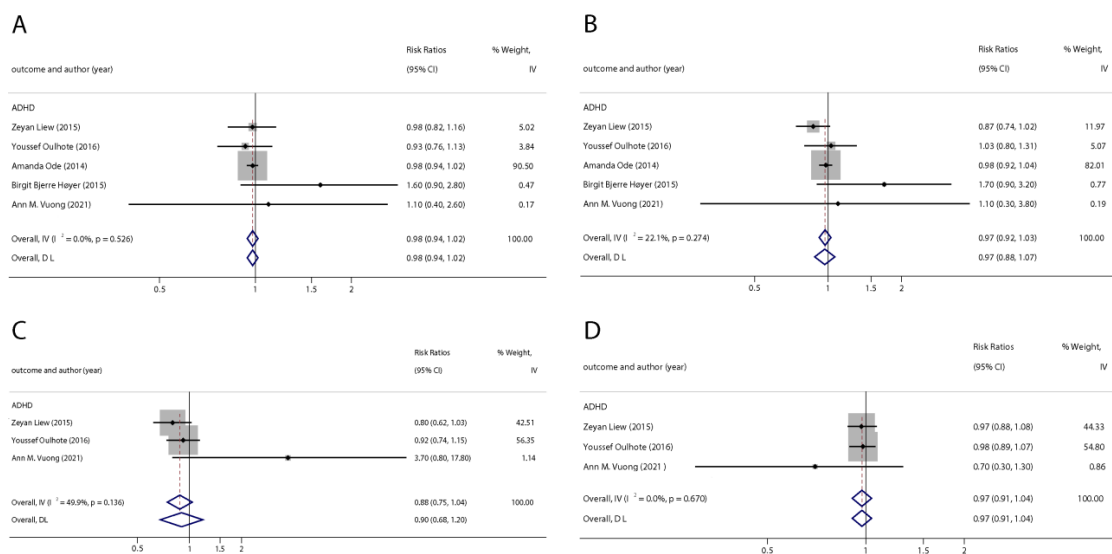 A
Risk Ratios % Weight,
outcome and author (year) (95% CI) IV
ADHD
Zeyan Liew (2015) 0.98 (0.82, 1.16) 5.02
Youssef Oulhote (2016) 0.93 (0.76, 1.13) 3.84
Amanda Ode (2014) 0.98 (0.94, 1.02) 90.50
Birgit Bjerre Høyer (2015) 1.60 (0.90, 2.80) 0.47
Ann M. Vuong (2021) 1.10 (0.40, 2.60) 0.17
Overall, IV (I² = 0.0%, p = 0.526) 0.98 (0.94, 1.02) 100.00
Overall, D L 0.98 (0.94, 1.02)
0.5 1 1.5 2
B
Risk Ratios % Weight,
outcome and author (year) (95% CI) IV
ADHD
Zeyan Liew (2015) 0.87 (0.74, 1.02) 11.97
Youssef Oulhote (2016) 1.03 (0.80, 1.31) 5.07
Amanda Ode (2014) 0.98 (0.92, 1.04) 82.01
Birgit Bjerre Høyer (2015) 1.70 (0.90, 3.20) 0.77
Ann M. Vuong (2021) 1.10 (0.30, 3.80) 0.19
Overall, IV (I² = 22.1%, p = 0.274) 0.97 (0.92, 1.03) 100.00
Overall, D L 0.97 (0.88, 1.07)
0.5 1 1.5 2
C
Risk Ratios % Weight,
outcome and author (year) (95% CI) IV
ADHD
Zeyan Liew (2015) 0.80 (0.62, 1.03) 42.51
Youssef Oulhote (2016) 0.92 (0.74, 1.15) 56.35
Ann M. Vuong (2021) 3.70 (0.80, 17.80) 1.14
Overall, IV (I² = 49.9%, p = 0.136) 0.88 (0.75, 1.04) 100.00
Overall, DL 0.90 (0.68, 1.20)
0.5 1 1.5 2
D
Risk Ratios % Weight,
outcome and author (year) (95% CI) IV
ADHD
Zeyan Liew (2015) 0.97 (0.88, 1.08) 44.33
Youssef Oulhote (2016) 0.98 (0.89, 1.07) 54.80
Ann M. Vuong (2021 ) 0.70 (0.30, 1.30) 0.86
Overall, IV (I² = 0.0%, p = 0.670) 0.97 (0.91, 1.04) 100.00
Overall, D L 0.97 (0.91, 1.04)
0.5 1 1.5 2